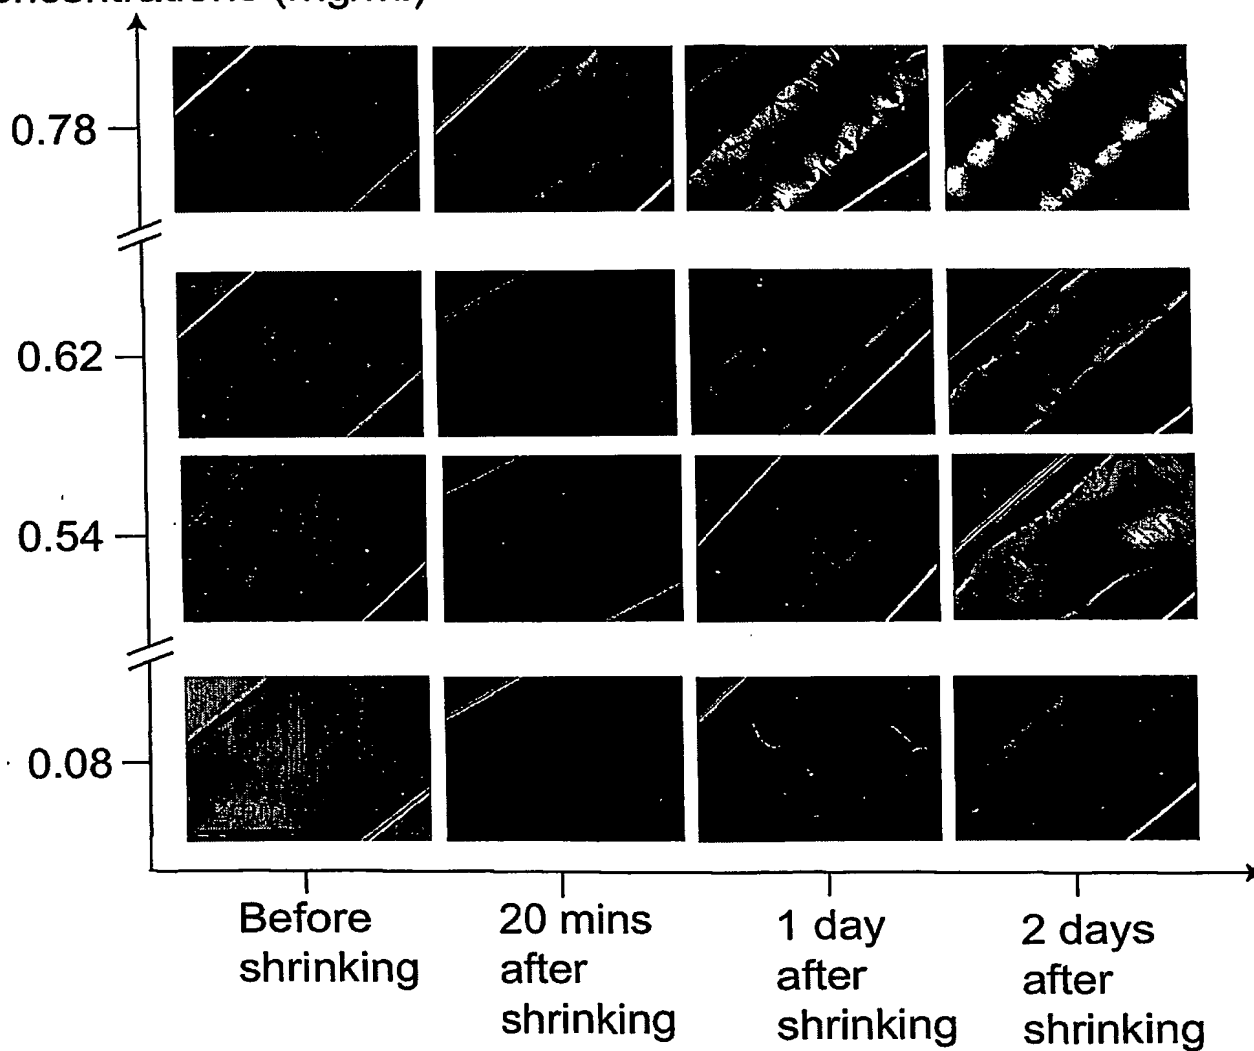 0.78
0.62
0.54
0.08
Before
shrinking
20 mins
after
shrinking
1 day
after
shrinking
2 days
after
shrinking